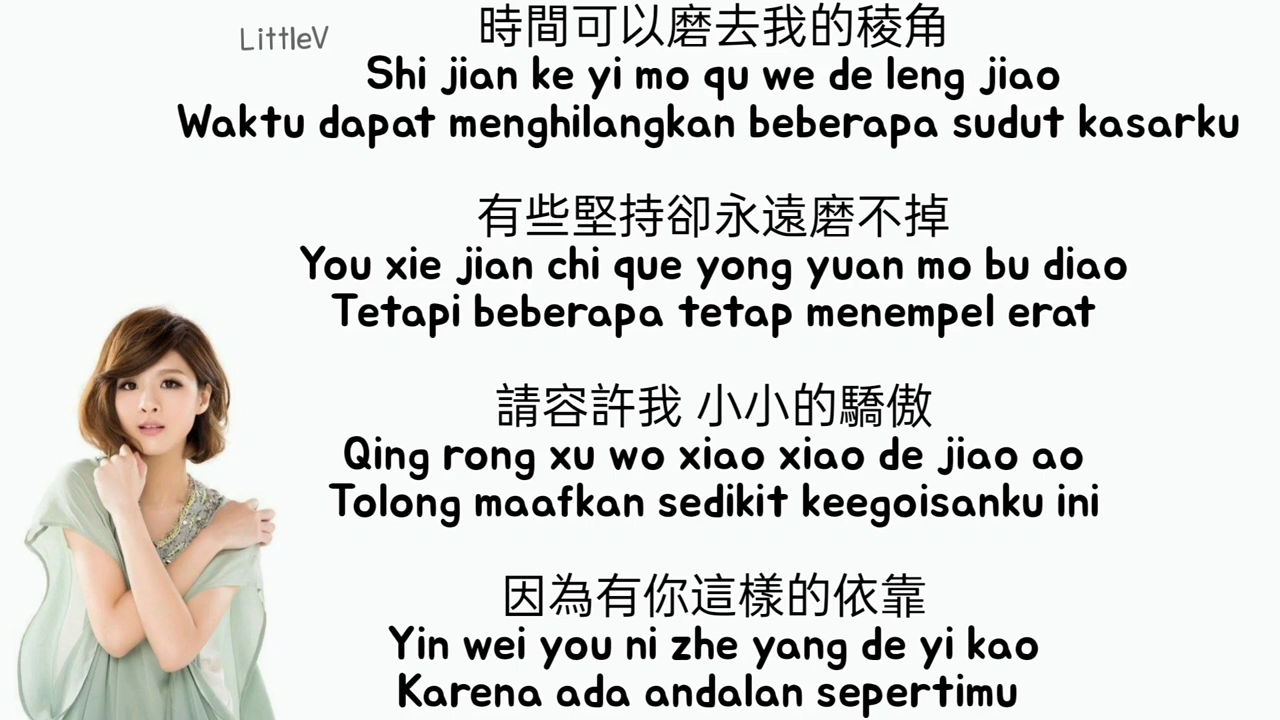 LittleV
時間可以磨去我的稜角
Shi jian ke yi mo qu we de leng jiao
Waktu dapat menghilangkan beberapa sudut kasarku
有些堅持卻永遠磨不掉
You xie jian chi que yong yuan mo bu diao
Tetapi beberapa tetap menempel erat
請容許我 小小的驕傲
Qing rong xu wo xiao xiao de jiao ao
Tolong maafkan sedikit keegoisanku ini
因為有你這樣的依靠
Yin wei you ni zhe yang de yi kao
Karena ada andalan sepertimu